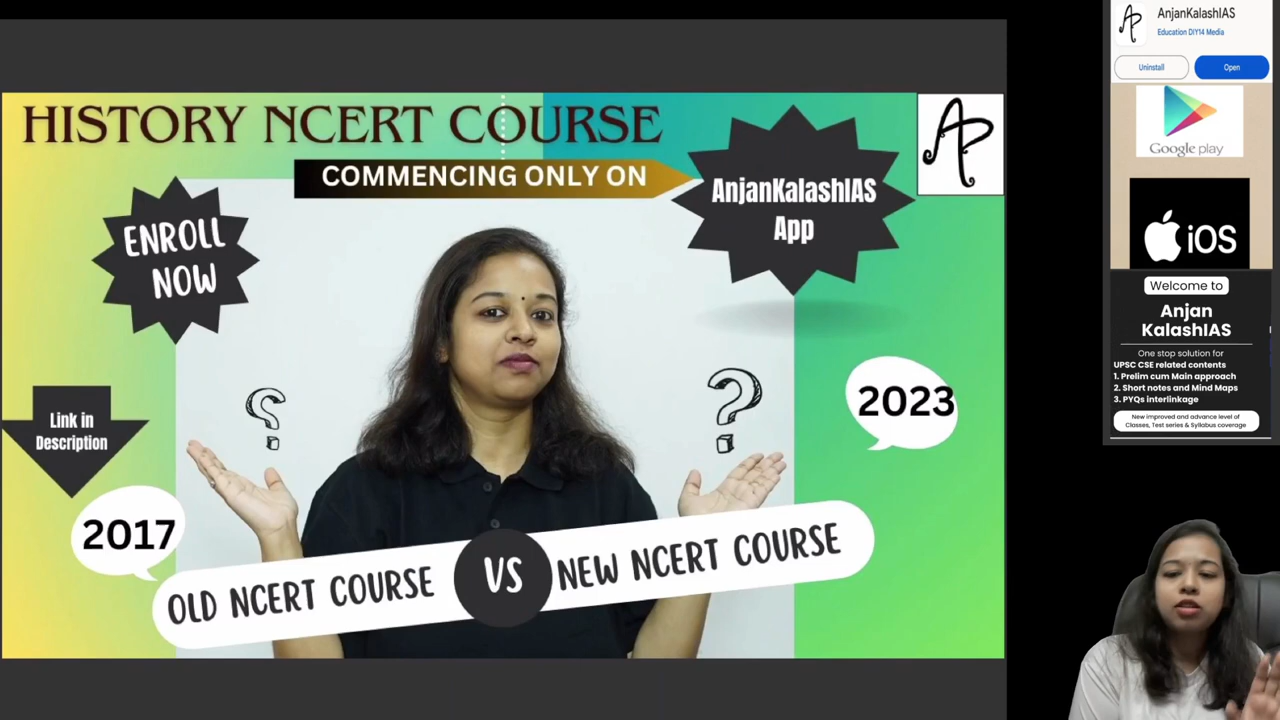 HISTORY NCERT COURSE
COMMENCING ONLY ON
AnjanKalashIAS
App
AP
ENROLL
NOW
?
?
2023
Link in
Description
2017
OLD NCERT COURSE VS NEW NCERT COURSE
AP
AnjanKalashIAS
Education DIY14 Media
Uninstall
Open
Google play
iOS
Welcome to
Anjan
KalashIAS
One stop solution for
UPSC CSE related contents
1. Prelim cum Main approach
2. Short notes and Mind Maps
3. PYQs interlinkage
New improved and advance level of
Classes, Test series & Syllabus coverage